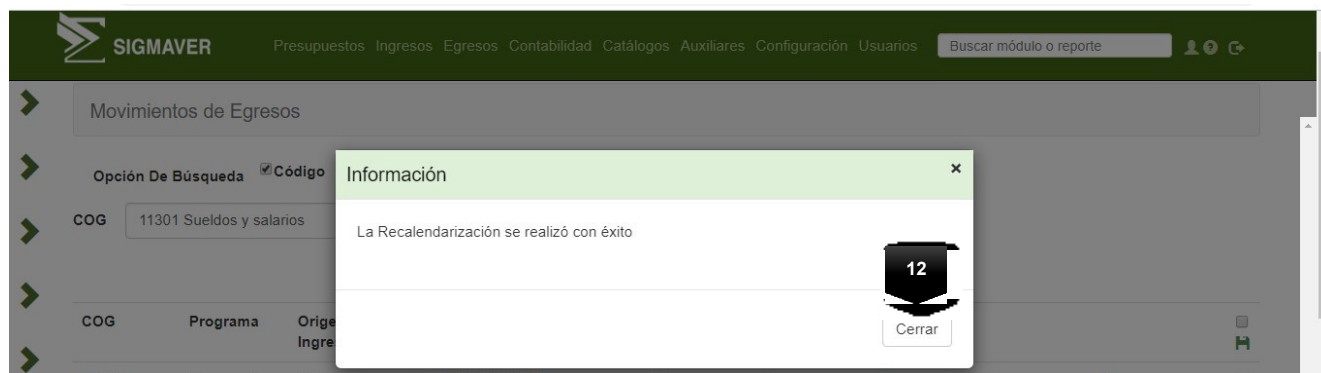 SIGMAVER
Presupuestos Ingresos Egresos Contabilidad Catálogos Auxiliares Configuración Usuarios
Buscar módulo o reporte
Movimientos de Egresos
Opción De Búsqueda Código
COG 11301 Sueldos y salarios
Información ×
La Recalendarización se realizó con éxito
12
Cerrar
COG Programa Orige
Ingre